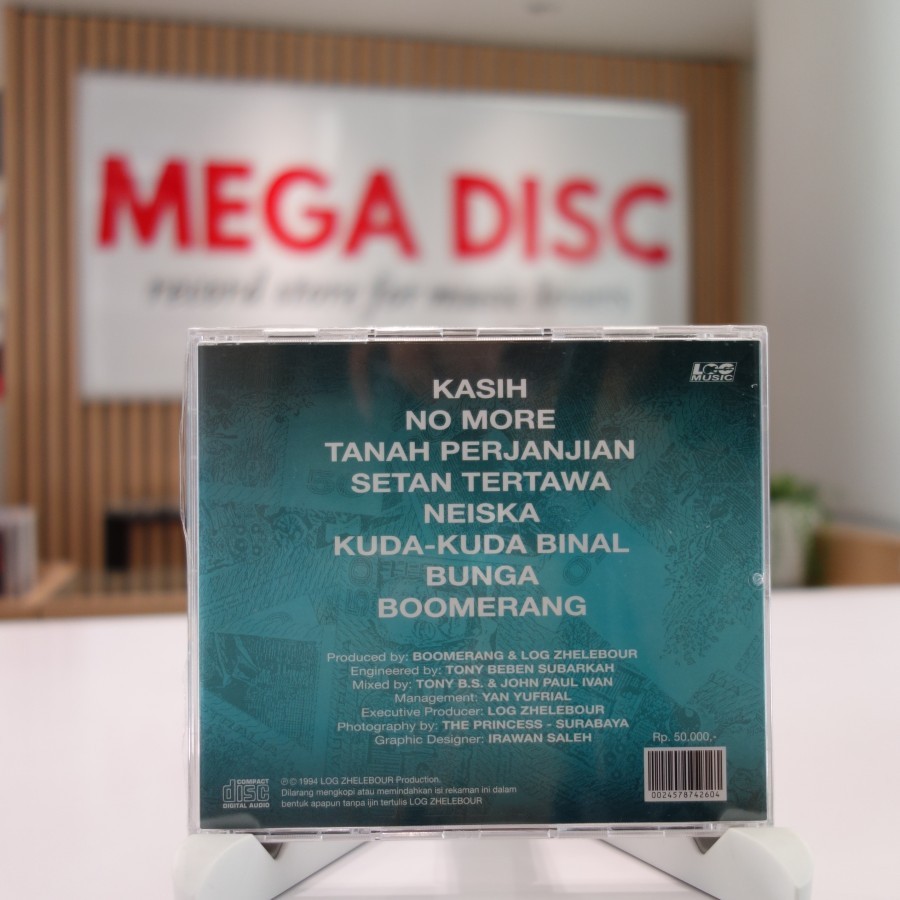 MEGA DISC
record store for music lovers
LOG
MUSIC
KASIH
NO MORE
TANAH PERJANJIAN
SETAN TERTAWA
NEISKA
KUDA-KUDA BINAL
BUNGA
BOOMERANG
Produced by: BOOMERANG & LOG ZHELEBOUR
Engineered by: TONY BEBEN SUBARKAH
Mixed by: TONY B.S. & JOHN PAUL IVAN
Management: YAN YUFRIAL
Executive Producer: LOG ZHELEBOUR
Photography by: THE PRINCESS - SURABAYA
Graphic Designer: IRAWAN SALEH
Rp. 50.000,-
0024578742604
COMPACT
disc
DIGITAL AUDIO
℗ © 1994 LOG ZHELEBOUR Production.
Dilarang mengkopi atau memindahkan isi rekaman ini dalam
bentuk apapun tanpa ijin tertulis LOG ZHELEBOUR